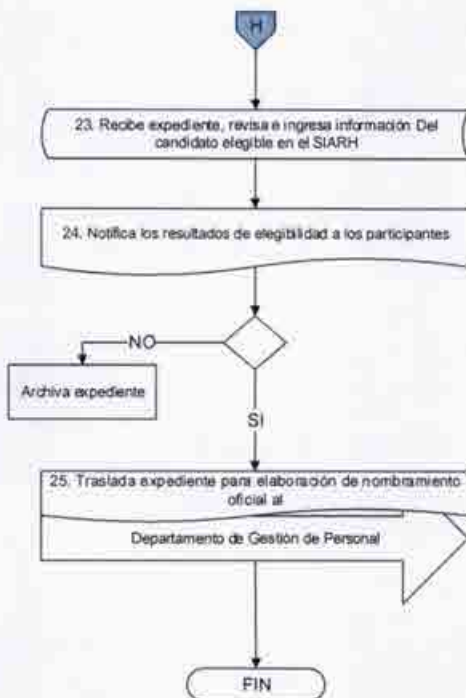 H
23. Recibe expediente, revisa e ingresa información Del
candidato elegible en el SIARH
24. Notifica los resultados de elegibilidad a los participantes
NO
Archiva expediente
SI
25. Traslada expediente para elaboración de nombramiento
oficial al
Departamento de Gestión de Personal
FIN